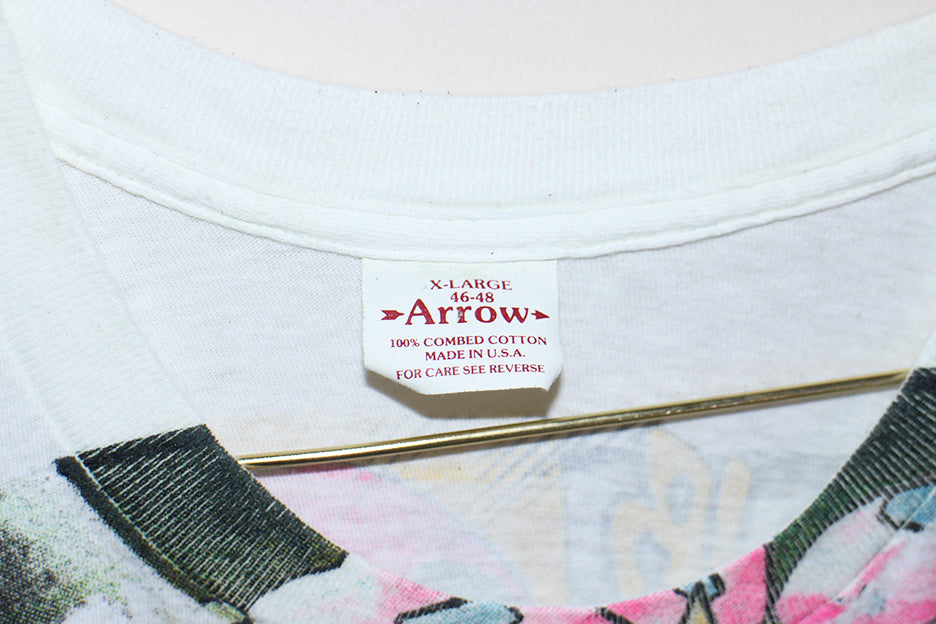 X-LARGE
46-48
Arrow
100% COMBED COTTON
MADE IN U.S.A.
FOR CARE SEE REVERSE